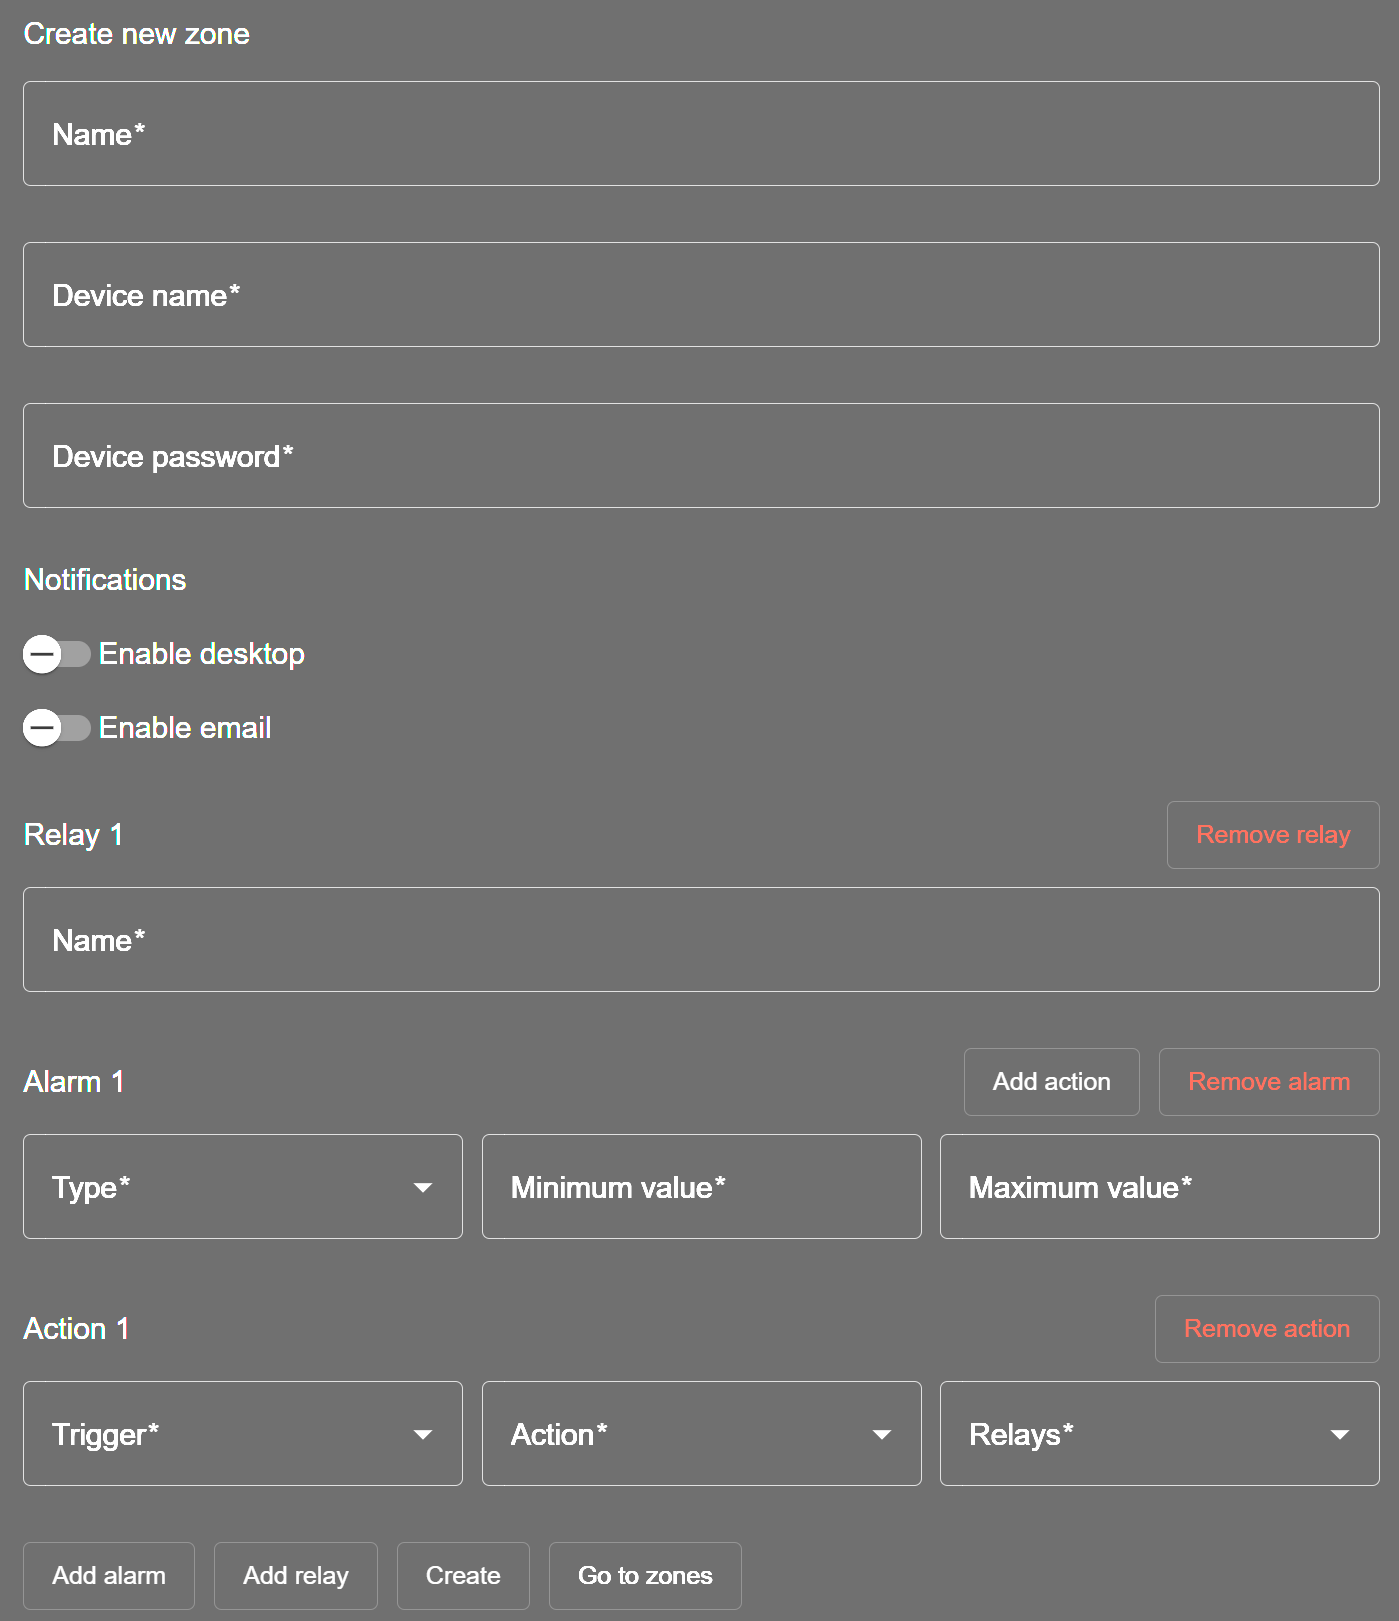 Create new zone
Name*
Device name*
Device password*
Notifications
Enable desktop
Enable email
Relay 1
Remove relay
Name*
Alarm 1
Add action
Remove alarm
Type*
Minimum value*
Maximum value*
Action 1
Remove action
Trigger*
Action*
Relays*
Add alarm
Add relay
Create
Go to zones